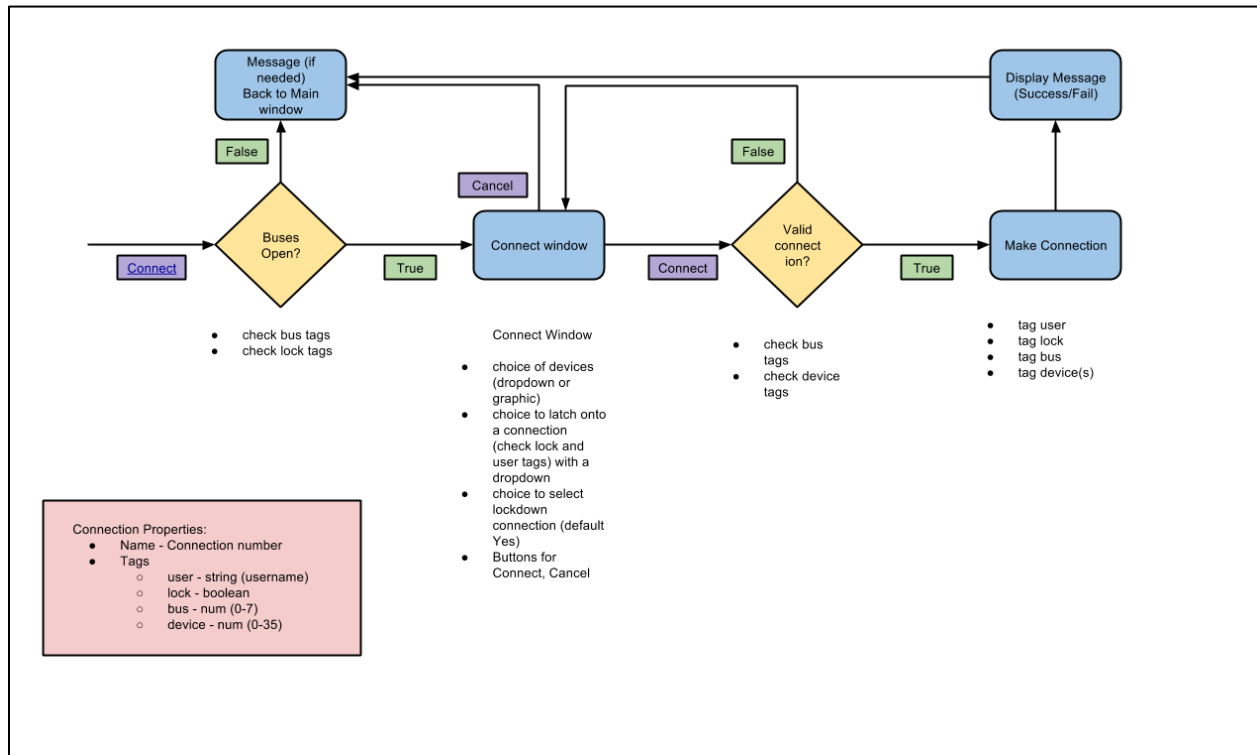 Message (if
needed)
Back to Main
window
Display Message
(Success/Fail)
False
False
Cancel
Buses
Open?
Connect window
Valid
connect
ion?
Make Connection
Connect
True
Connect
True
● check bus tags
● check lock tags
Connect Window
● choice of devices
(dropdown or
graphic)
● choice to latch onto
a connection
(check lock and
user tags) with a
dropdown
● choice to select
lockdown
connection (default
Yes)
● Buttons for
Connect, Cancel
● check bus
tags
● check device
tags
● tag user
● tag lock
● tag bus
● tag device(s)
Connection Properties:
● Name - Connection number
● Tags
○ user - string (username)
○ lock - boolean
○ bus - num (0-7)
○ device - num (0-35)